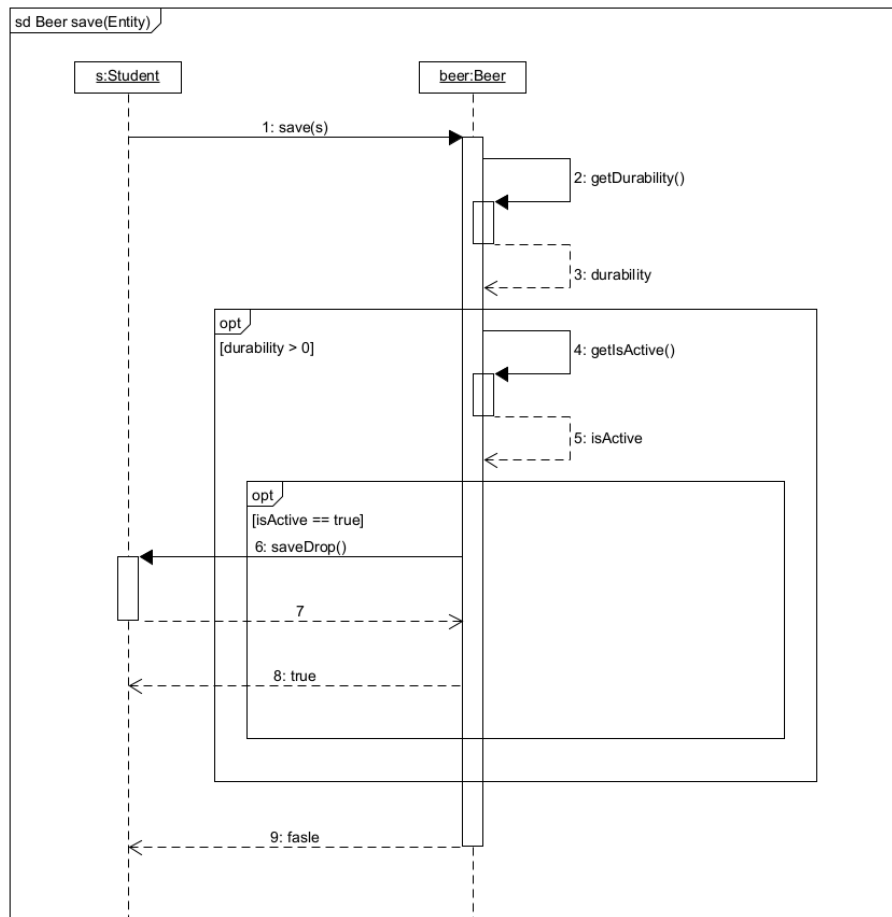 sd Beer save(Entity)
s:Student
beer:Beer
1: save(s)
2: getDurability()
3: durability
opt
[durability > 0]
4: getIsActive()
5: isActive
opt
[isActive == true]
6: saveDrop()
7
8: true
9: fasle